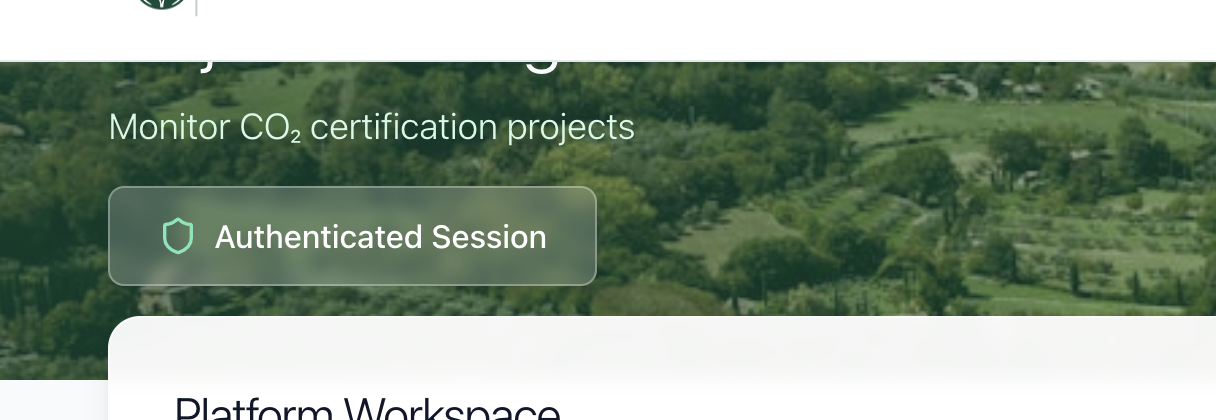 Monitor CO₂ certification projects
Authenticated Session
Platform Workspace